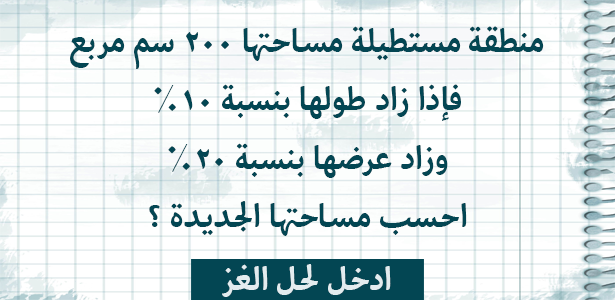 منطقة مستطيلة مساحتها ٢٠٠ سم مربع
فإذا زاد طولها بنسبة ١٠٪
وزاد عرضها بنسبة ٢٠٪
احسب مساحتها الجديدة ؟
ادخل لحل الغز